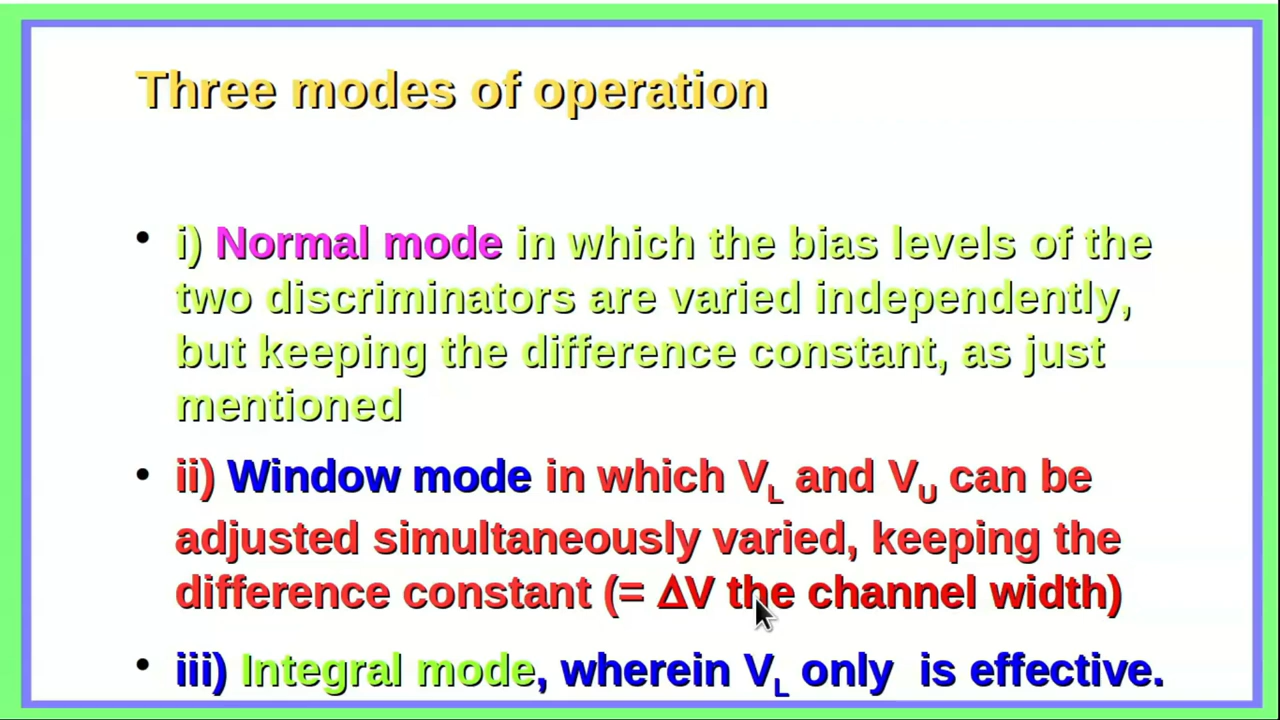 Three modes of operation
• i) Normal mode in which the bias levels of the
two discriminators are varied independently,
but keeping the difference constant, as just
mentioned
• ii) Window mode in which VL and VU can be
adjusted simultaneously varied, keeping the
difference constant (= ΔV the channel width)
• iii) Integral mode, wherein VL only  is effective.